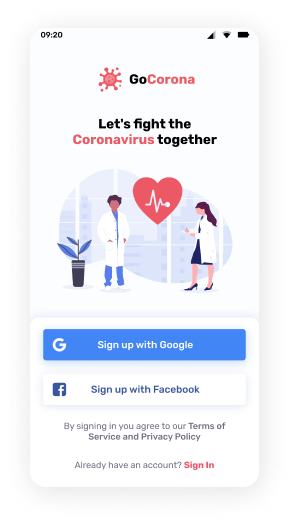 09:20
GoCorona
Let's fight the
Coronavirus together
Sign up with Google
Sign up with Facebook
By signing in you agree to our Terms of
Service and Privacy Policy
Already have an account? Sign In